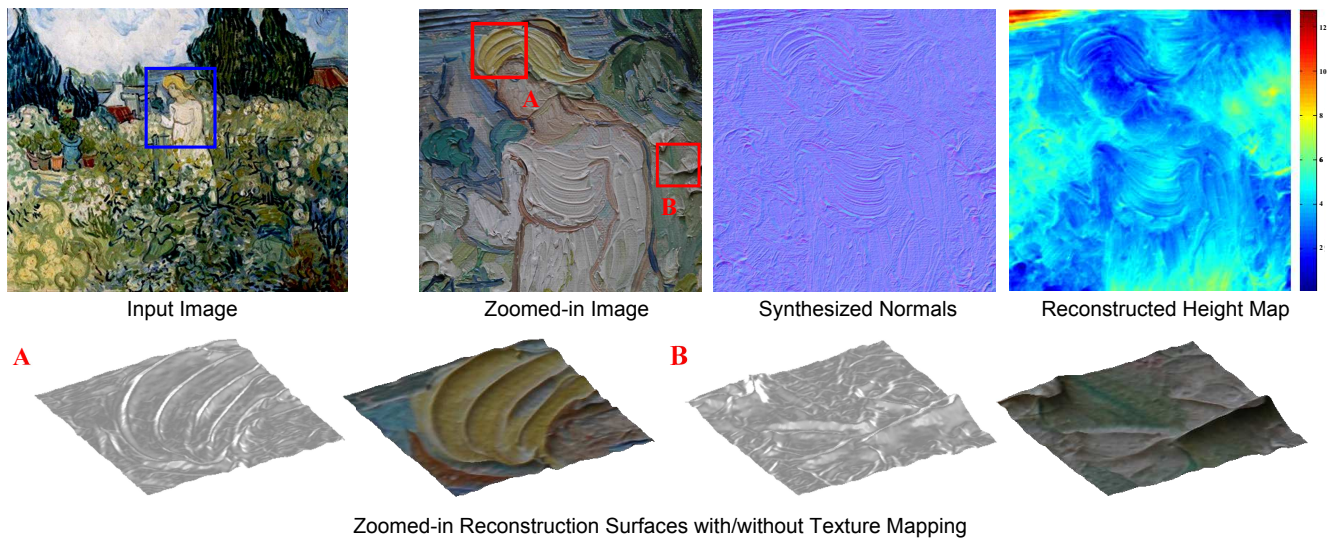 A
B
12
10
8
6
4
2
Input Image
Zoomed-in Image
Synthesized Normals
Reconstructed Height Map
A
B
Zoomed-in Reconstruction Surfaces with/without Texture Mapping